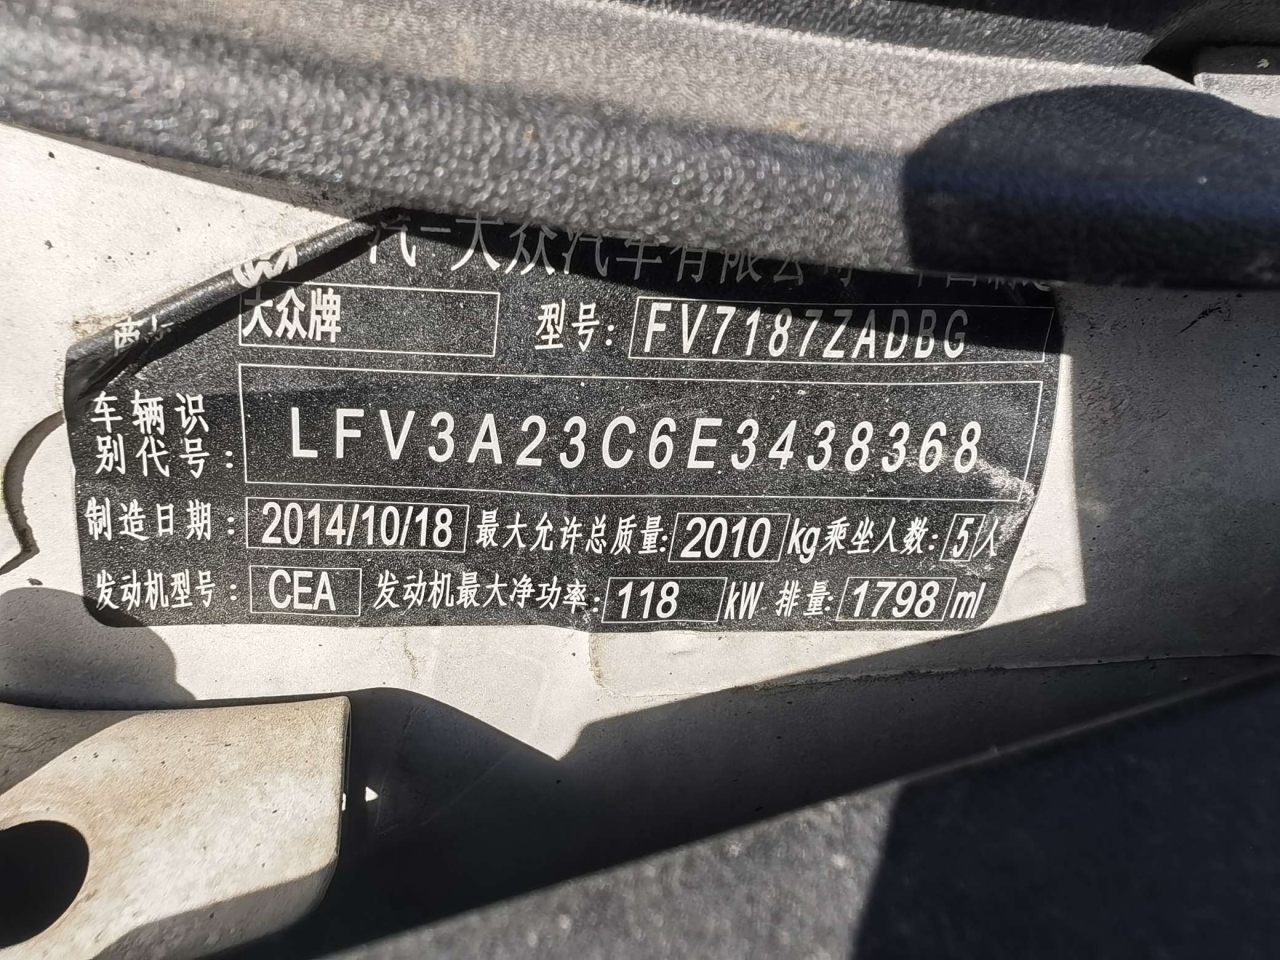 一汽-大众汽车有限公司
大众牌 型号: FV7187ZADBG
车辆识别代号: LFV3A23C6E3438368
制造日期: 2014/10/18 最大允许总质量: 2010 kg 乘坐人数: 5 人
发动机型号: CEA 发动机最大净功率: 118 kW 排量: 1798 ml